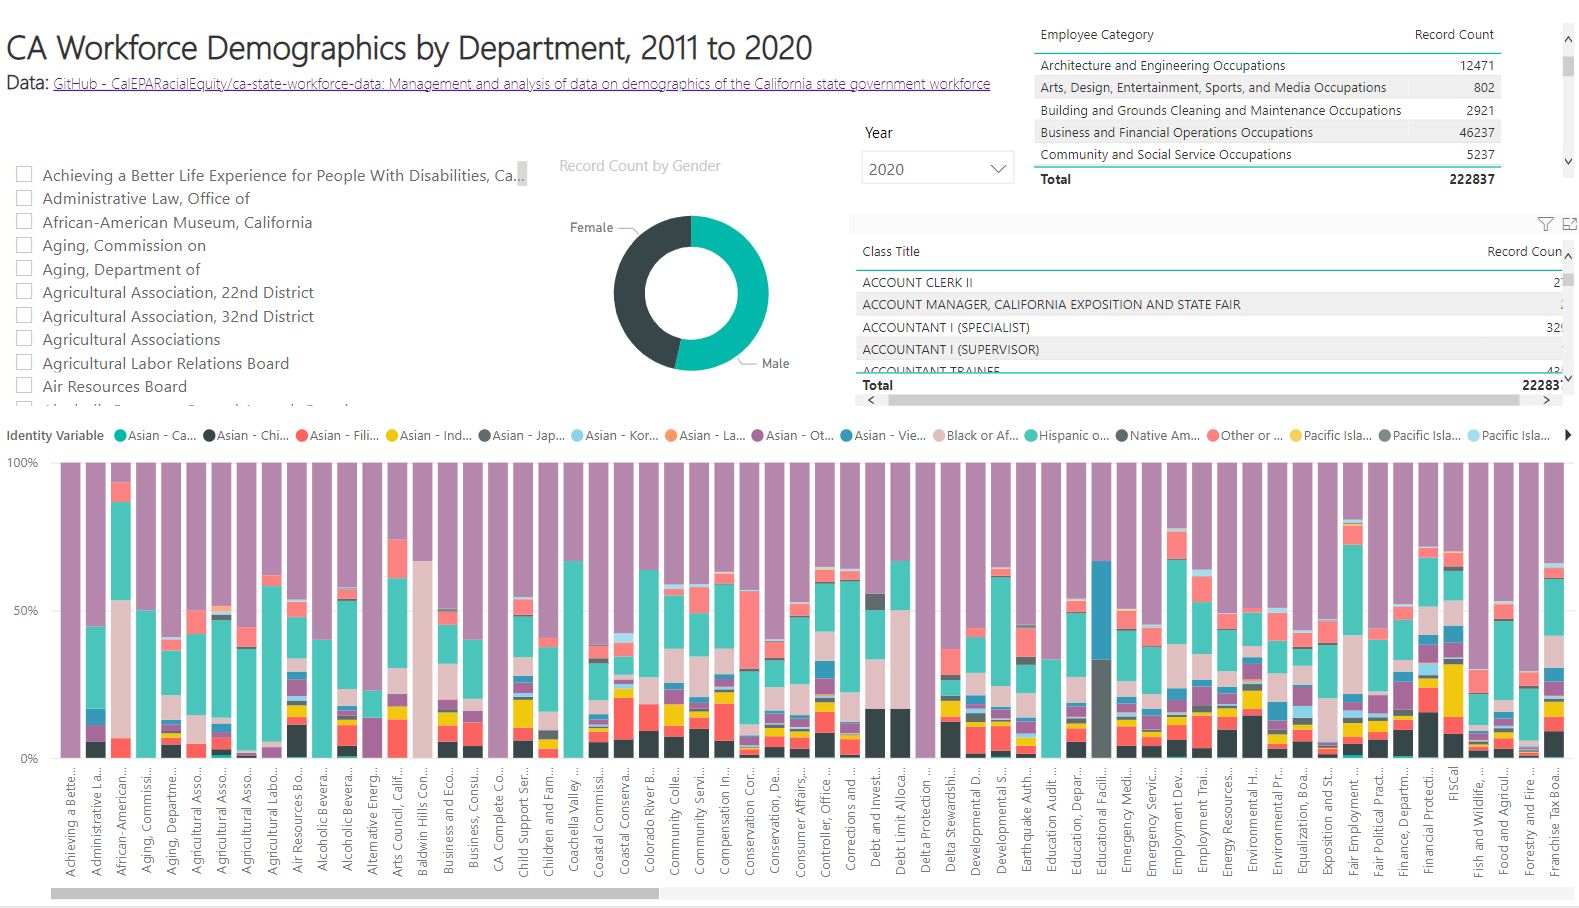 CA Workforce Demographics by Department, 2011 to 2020
Data: GitHub - CalEPARacialEquity/ca-state-workforce-data: Management and analysis of data on demographics of the California state government workforce
Achieving a Better Life Experience for People With Disabilities, Ca...
Administrative Law, Office of
African-American Museum, California
Aging, Commission on
Aging, Department of
Agricultural Association, 22nd District
Agricultural Association, 32nd District
Agricultural Associations
Agricultural Labor Relations Board
Air Resources Board
Record Count by Gender
Female
Male
Year
2020
Employee Category Record Count
Architecture and Engineering Occupations 12471
Arts, Design, Entertainment, Sports, and Media Occupations 802
Building and Grounds Cleaning and Maintenance Occupations 2921
Business and Financial Operations Occupations 46237
Community and Social Service Occupations 5237
Total 222837
Class Title Record Coun
ACCOUNT CLERK II
ACCOUNT MANAGER, CALIFORNIA EXPOSITION AND STATE FAIR
ACCOUNTANT I (SPECIALIST) 329
ACCOUNTANT I (SUPERVISOR)
ACCOUNTANT TRAINEE
Total 222837
Identity Variable Asian - Ca... Asian - Chi... Asian - Fili... Asian - Ind... Asian - Jap... Asian - Kor... Asian - La... Asian - Ot... Asian - Vie... Black or Af... Hispanic o... Native Am... Other or ... Pacific Isla... Pacific Isla... Pacific Isla...
100%
50%
0%
Achieving a Bette...
Administrative La...
African-American...
Aging, Commissi...
Aging, Departme...
Agricultural Asso...
Agricultural Asso...
Agricultural Asso...
Agricultural Labo...
Air Resources Bo...
Alcoholic Bevera...
Alcoholic Bevera...
Alternative Energ...
Arts Council, Calif...
Baldwin Hills Con...
Business and Eco...
Business, Consu...
CA Complete Co...
Child Support Ser...
Children and Fam...
Coachella Valley ...
Coastal Commissi...
Coastal Conserva...
Colorado River B...
Community Colle...
Community Servi...
Compensation In...
Conservation Cor...
Conservation, De...
Consumer Affairs,...
Controller, Office ...
Corrections and ...
Debt and Invest...
Debt Limit Alloca...
Delta Protection ...
Delta Stewardshi...
Developmental D...
Developmental S...
Earthquake Auth...
Education Audit ...
Education, Depar...
Educational Facili...
Emergency Medi...
Emergency Servic...
Employment Dev...
Employment Trai...
Energy Resources...
Environmental H...
Environmental Pr...
Equalization, Boa...
Exposition and St...
Fair Employment ...
Fair Political Pract...
Finance, Departm...
Financial Protecti...
FISCal
Fish and Wildlife, ...
Food and Agricul...
Forestry and Fire ...
Franchise Tax Boa...